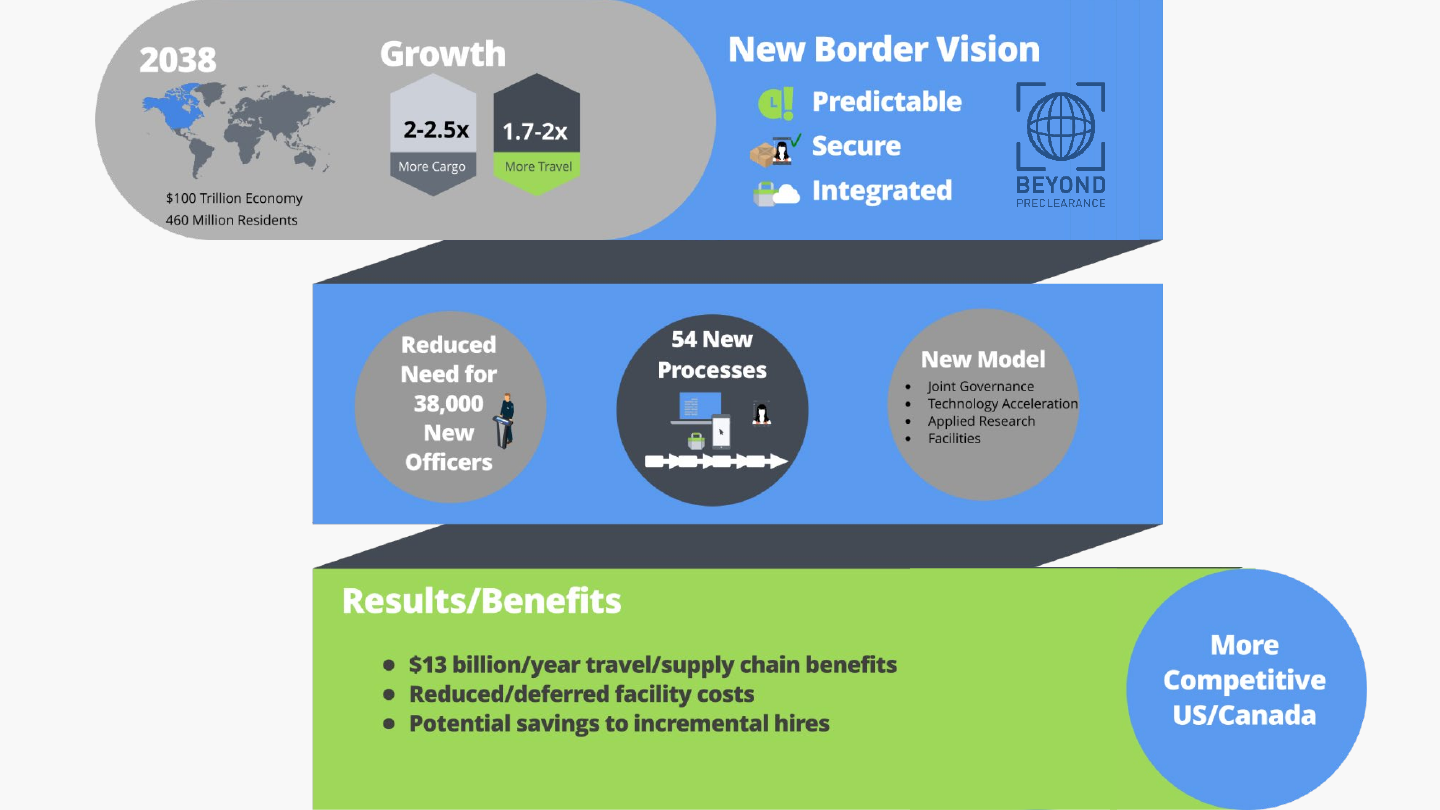 2038
$100 Trillion Economy
460 Million Residents
Growth
2-2.5x
More Cargo
1.7-2x
More Travel
New Border Vision
Predictable
Secure
Integrated
BEYOND
PRECLEARANCE
Reduced
Need for
38,000
New
Officers
54 New
Processes
New Model
• Joint Governance
• Technology Acceleration
• Applied Research
• Facilities
Results/Benefits
● $13 billion/year travel/supply chain benefits
● Reduced/deferred facility costs
● Potential savings to incremental hires
More
Competitive
US/Canada